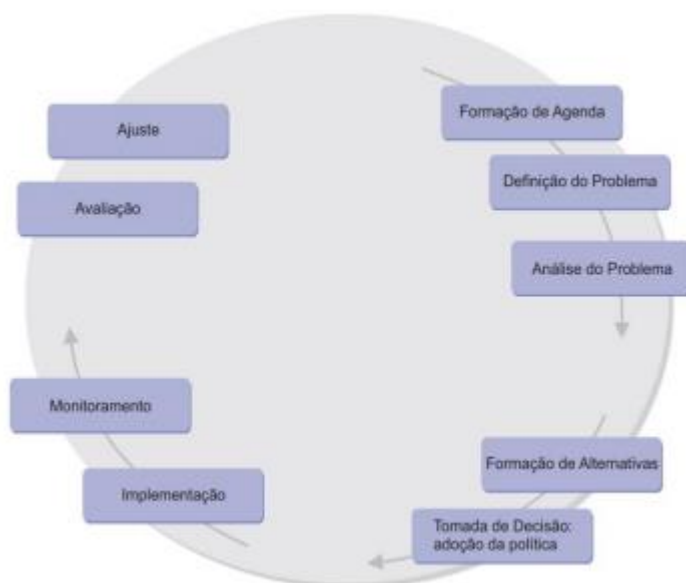 Formação de Agenda
Definição do Problema
Análise do Problema
Formação de Alternativas
Tomada de Decisão:
adoção da política
Implementação
Monitoramento
Avaliação
Ajuste